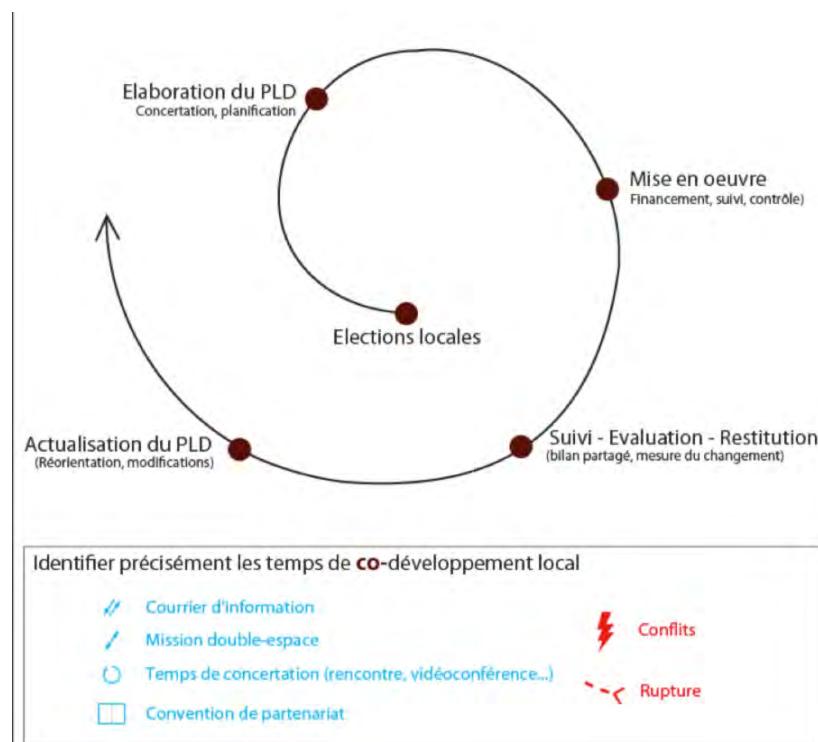 Elaboration du PLD
Concertation, planification
Mise en oeuvre
Financement, suivi, contrôle)
Elections locales
Actualisation du PLD
(Réorientation, modifications)
Suivi - Evaluation - Restitution
(bilan partagé, mesure du changement)
Identifier précisément les temps de co-développement local
Courrier d'information
Mission double-espace
Temps de concertation (rencontre, vidéoconférence...)
Convention de partenariat
Conflits
Rupture